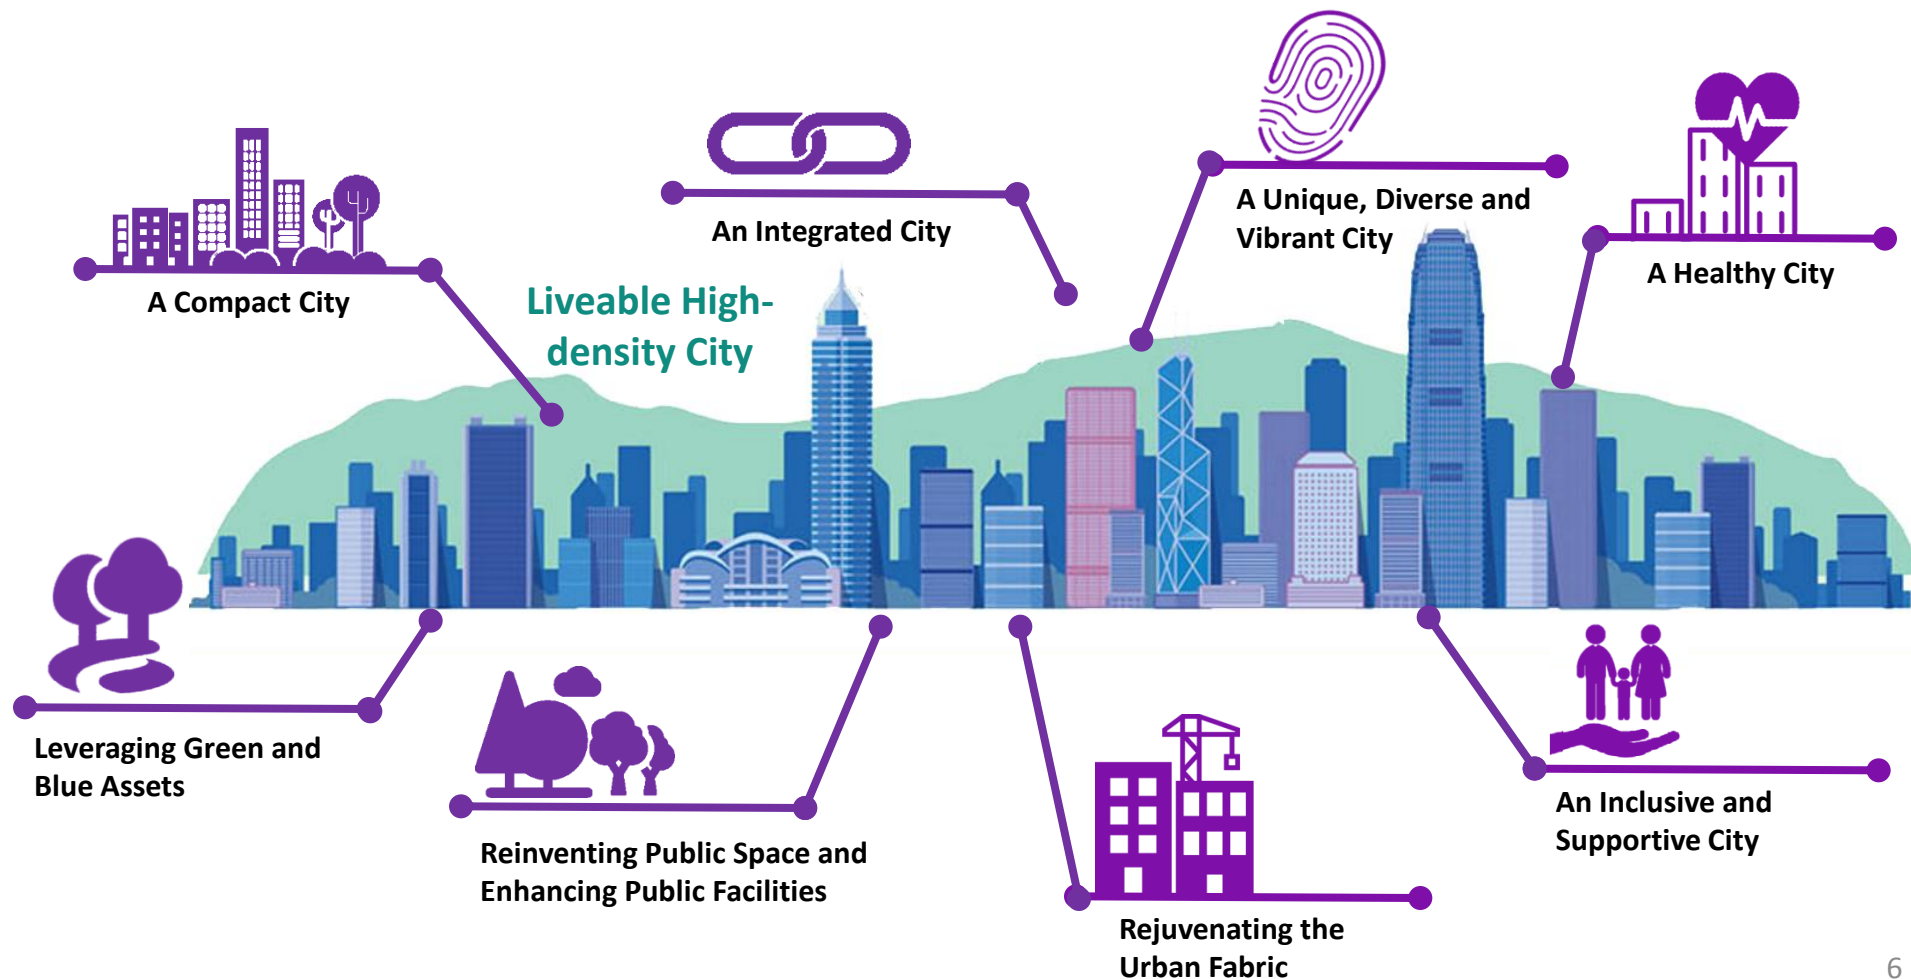 A Compact City
An Integrated City
A Unique, Diverse and
Vibrant City
A Healthy City
Liveable High-
density City
Leveraging Green and
Blue Assets
Reinventing Public Space and
Enhancing Public Facilities
Rejuvenating the
Urban Fabric
An Inclusive and
Supportive City
6